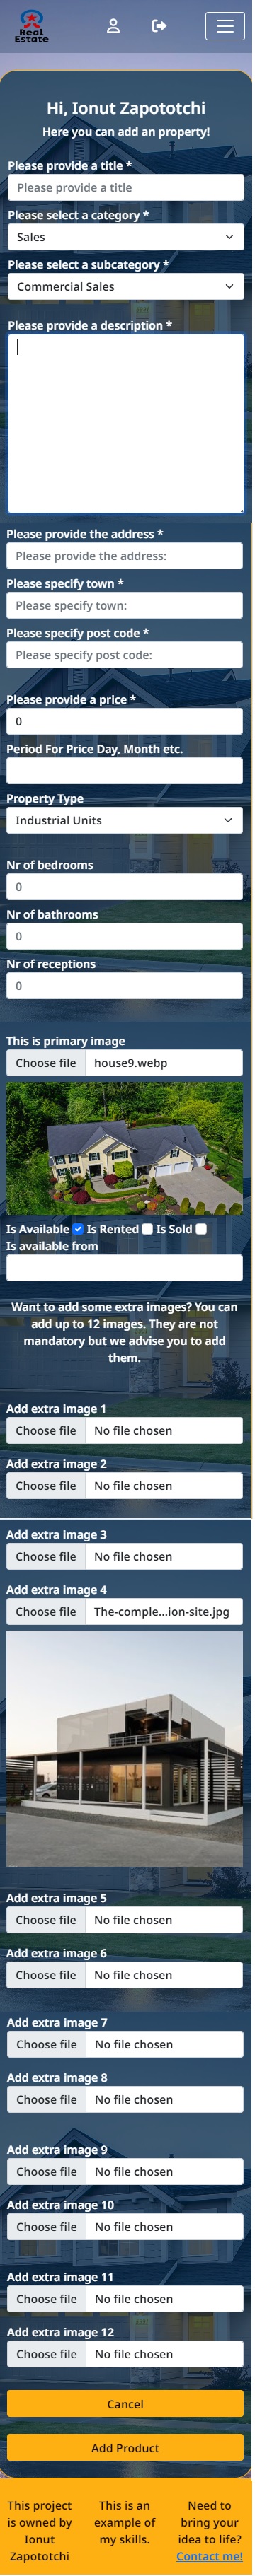 Real
Estate
Hi, Ionut Zapototchi
Here you can add an property!
Please provide a title *
Please provide a title
Please select a category *
Sales
Please select a subcategory *
Commercial Sales
Please provide a description *
Please provide the address *
Please provide the address:
Please specify town *
Please specify town:
Please specify post code *
Please specify post code:
Please provide a price *
0
Period For Price Day, Month etc.
Property Type
Industrial Units
Nr of bedrooms
0
Nr of bathrooms
0
Nr of receptions
0
This is primary image
Choose file house9.webp
Is Available Is Rented Is Sold
Is available from
Want to add some extra images? You can
add up to 12 images. They are not
mandatory but we advise you to add
them.
Add extra image 1
Choose file No file chosen
Add extra image 2
Choose file No file chosen
Add extra image 3
Choose file No file chosen
Add extra image 4
Choose file The-comple...ion-site.jpg
Add extra image 5
Choose file No file chosen
Add extra image 6
Choose file No file chosen
Add extra image 7
Choose file No file chosen
Add extra image 8
Choose file No file chosen
Add extra image 9
Choose file No file chosen
Add extra image 10
Choose file No file chosen
Add extra image 11
Choose file No file chosen
Add extra image 12
Choose file No file chosen
Cancel
Add Product
This project
is owned by
Ionut
Zapototchi
This is an
example of
my skills.
Need to
bring your
idea to life?
Contact me!